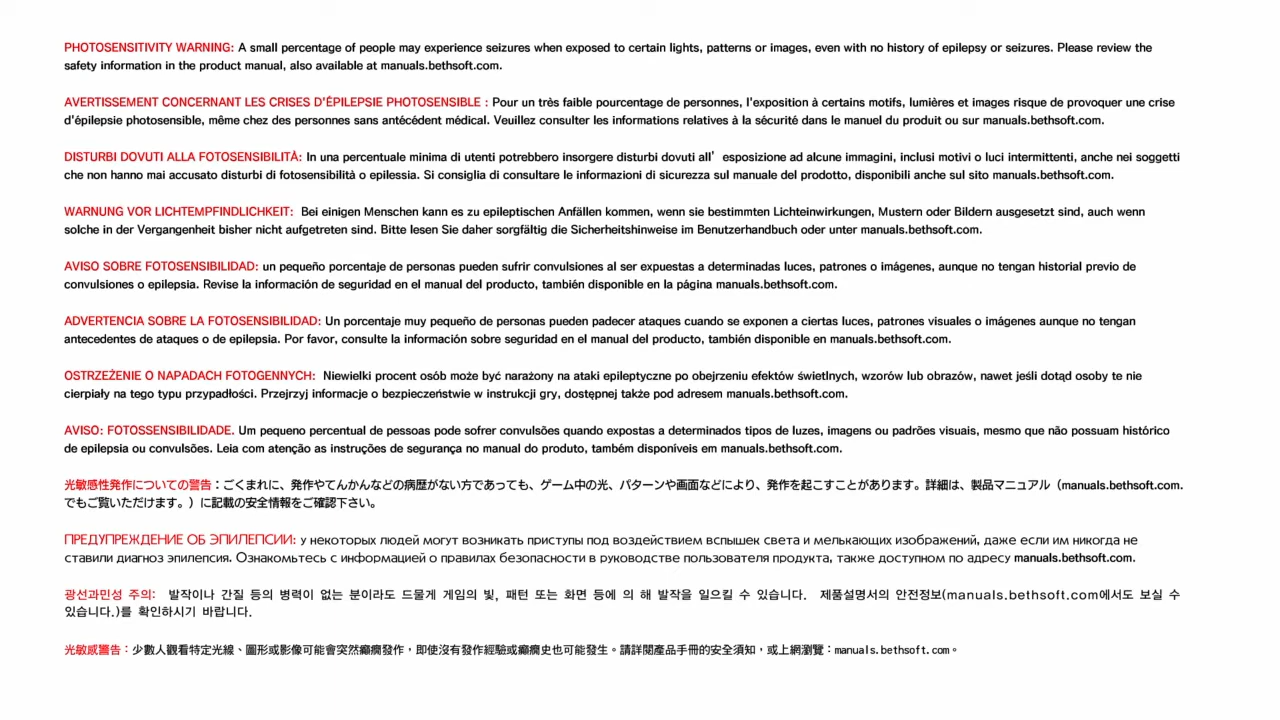 PHOTOSENSITIVITY WARNING: A small percentage of people may experience seizures when exposed to certain lights, patterns or images, even with no history of epilepsy or seizures. Please review the
safety information in the product manual, also available at manuals.bethsoft.com.
AVERTISSEMENT CONCERNANT LES CRISES D'ÉPILEPSIE PHOTOSENSIBLE : Pour un très faible pourcentage de personnes, l'exposition à certains motifs, lumières et images risque de provoquer une crise
d'épilepsie photosensible, même chez des personnes sans antécédent médical. Veuillez consulter les informations relatives à la sécurité dans le manuel du produit ou sur manuals.bethsoft.com.
DISTURBI DOVUTI ALLA FOTOSENSIBILITÀ: In una percentuale minima di utenti potrebbero insorgere disturbi dovuti all’ esposizione ad alcune immagini, inclusi motivi o luci intermittenti, anche nei soggetti
che non hanno mai accusato disturbi di fotosensibilità o epilessia. Si consiglia di consultare le informazioni di sicurezza sul manuale del prodotto, disponibili anche sul sito manuals.bethsoft.com.
WARNUNG VOR LICHTEMPFINDLICHKEIT: Bei einigen Menschen kann es zu epileptischen Anfällen kommen, wenn sie bestimmten Lichteinwirkungen, Mustern oder Bildern ausgesetzt sind, auch wenn
solche in der Vergangenheit bisher nicht aufgetreten sind. Bitte lesen Sie daher sorgfältig die Sicherheitshinweise im Benutzerhandbuch oder unter manuals.bethsoft.com.
AVISO SOBRE FOTOSENSIBILIDAD: un pequeño porcentaje de personas pueden sufrir convulsiones al ser expuestas a determinadas luces, patrones o imágenes, aunque no tengan historial previo de
convulsiones o epilepsia. Revise la información de seguridad en el manual del producto, también disponible en la página manuals.bethsoft.com.
ADVERTENCIA SOBRE LA FOTOSENSIBILIDAD: Un porcentaje muy pequeño de personas pueden padecer ataques cuando se exponen a ciertas luces, patrones visuales o imágenes aunque no tengan
antecedentes de ataques o de epilepsia. Por favor, consulte la información sobre seguridad en el manual del producto, también disponible en manuals.bethsoft.com.
OSTRZEŻENIE O NAPADACH FOTOGENNYCH: Niewielki procent osób może być narażony na ataki epileptyczne po obejrzeniu efektów świetlnych, wzorów lub obrazów, nawet jeśli dotąd osoby te nie
cierpiały na tego typu przypadłości. Przejrzyj informacje o bezpieczeństwie w instrukcji gry, dostępnej także pod adresem manuals.bethsoft.com.
AVISO: FOTOSSENSIBILIDADE. Um pequeno percentual de pessoas pode sofrer convulsões quando expostas a determinados tipos de luzes, imagens ou padrões visuais, mesmo que não possuam histórico
de epilepsia ou convulsões. Leia com atenção as instruções de segurança no manual do produto, também disponíveis em manuals.bethsoft.com.
光敏感性発作についての警告：ごくまれに、発作やてんかんなどの病歴がない方であっても、ゲーム中の光、パターンや画面などにより、発作を起こすことがあります。詳細は、製品マニュアル（manuals.bethsoft.com.
でもご覧いただけます。）に記載の安全情報をご確認下さい。
ПРЕДУПРЕЖДЕНИЕ ОБ ЭПИЛЕПСИИ: у некоторых людей могут возникать приступы под воздействием вспышек света и мелькающих изображений, даже если им никогда не
ставили диагноз эпилепсия. Ознакомьтесь с информацией о правилах безопасности в руководстве пользователя продукта, также доступном по адресу manuals.bethsoft.com.
광선과민성 주의: 발작이나 간질 등의 병력이 없는 분이라도 드물게 게임의 빛, 패턴 또는 화면 등에 의 해 발작을 일으킬 수 있습니다. 제품설명서의 안전정보(manuals.bethsoft.com에서도 보실 수
있습니다.)를 확인하시기 바랍니다.
光敏感警告：少數人觀看特定光線、圖形或影像可能會突然癲癇發作，即使沒有發作經驗或癲癇史也可能發生。請詳閱產品手冊的安全須知，或上網瀏覽：manuals.bethsoft.com。